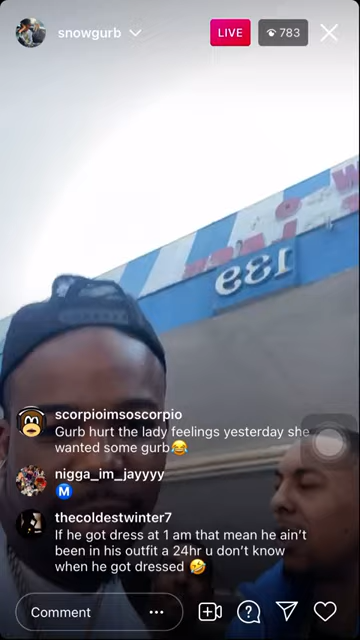 snowgurb
LIVE
783
139
scorpioimsoscorpio
Gurb hurt the lady feelings yesterday she
wanted some gurb😂
nigga_im_jayyyy
Ⓜ️
thecoldestwinter7
If he got dress at 1 am that mean he ain't
been in his outfit a 24hr u don't know
when he got dressed 🤣
Comment